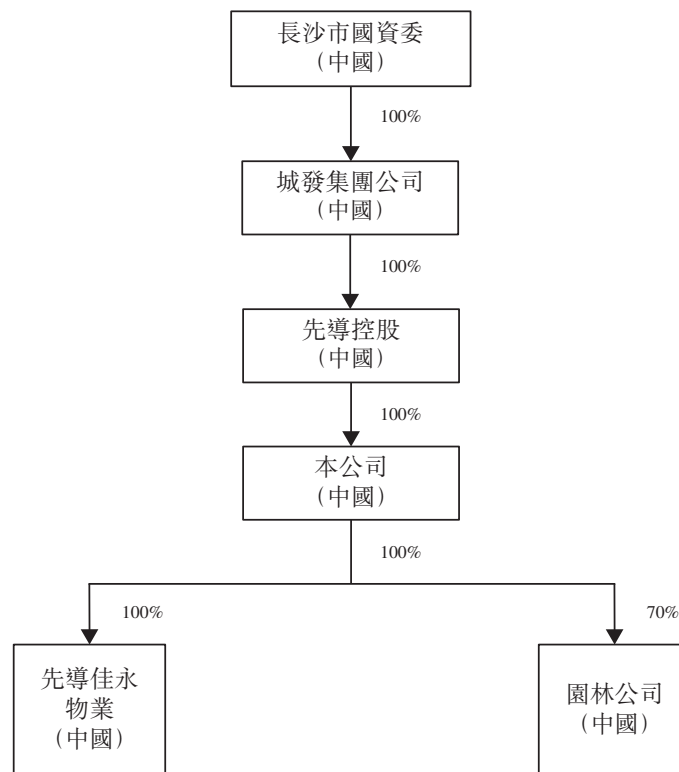 長沙市國資委
（中國）
100%
城發集團公司
（中國）
100%
先導控股
（中國）
100%
本公司
（中國）
100%
100%
70%
先導佳永
物業
（中國）
園林公司
（中國）